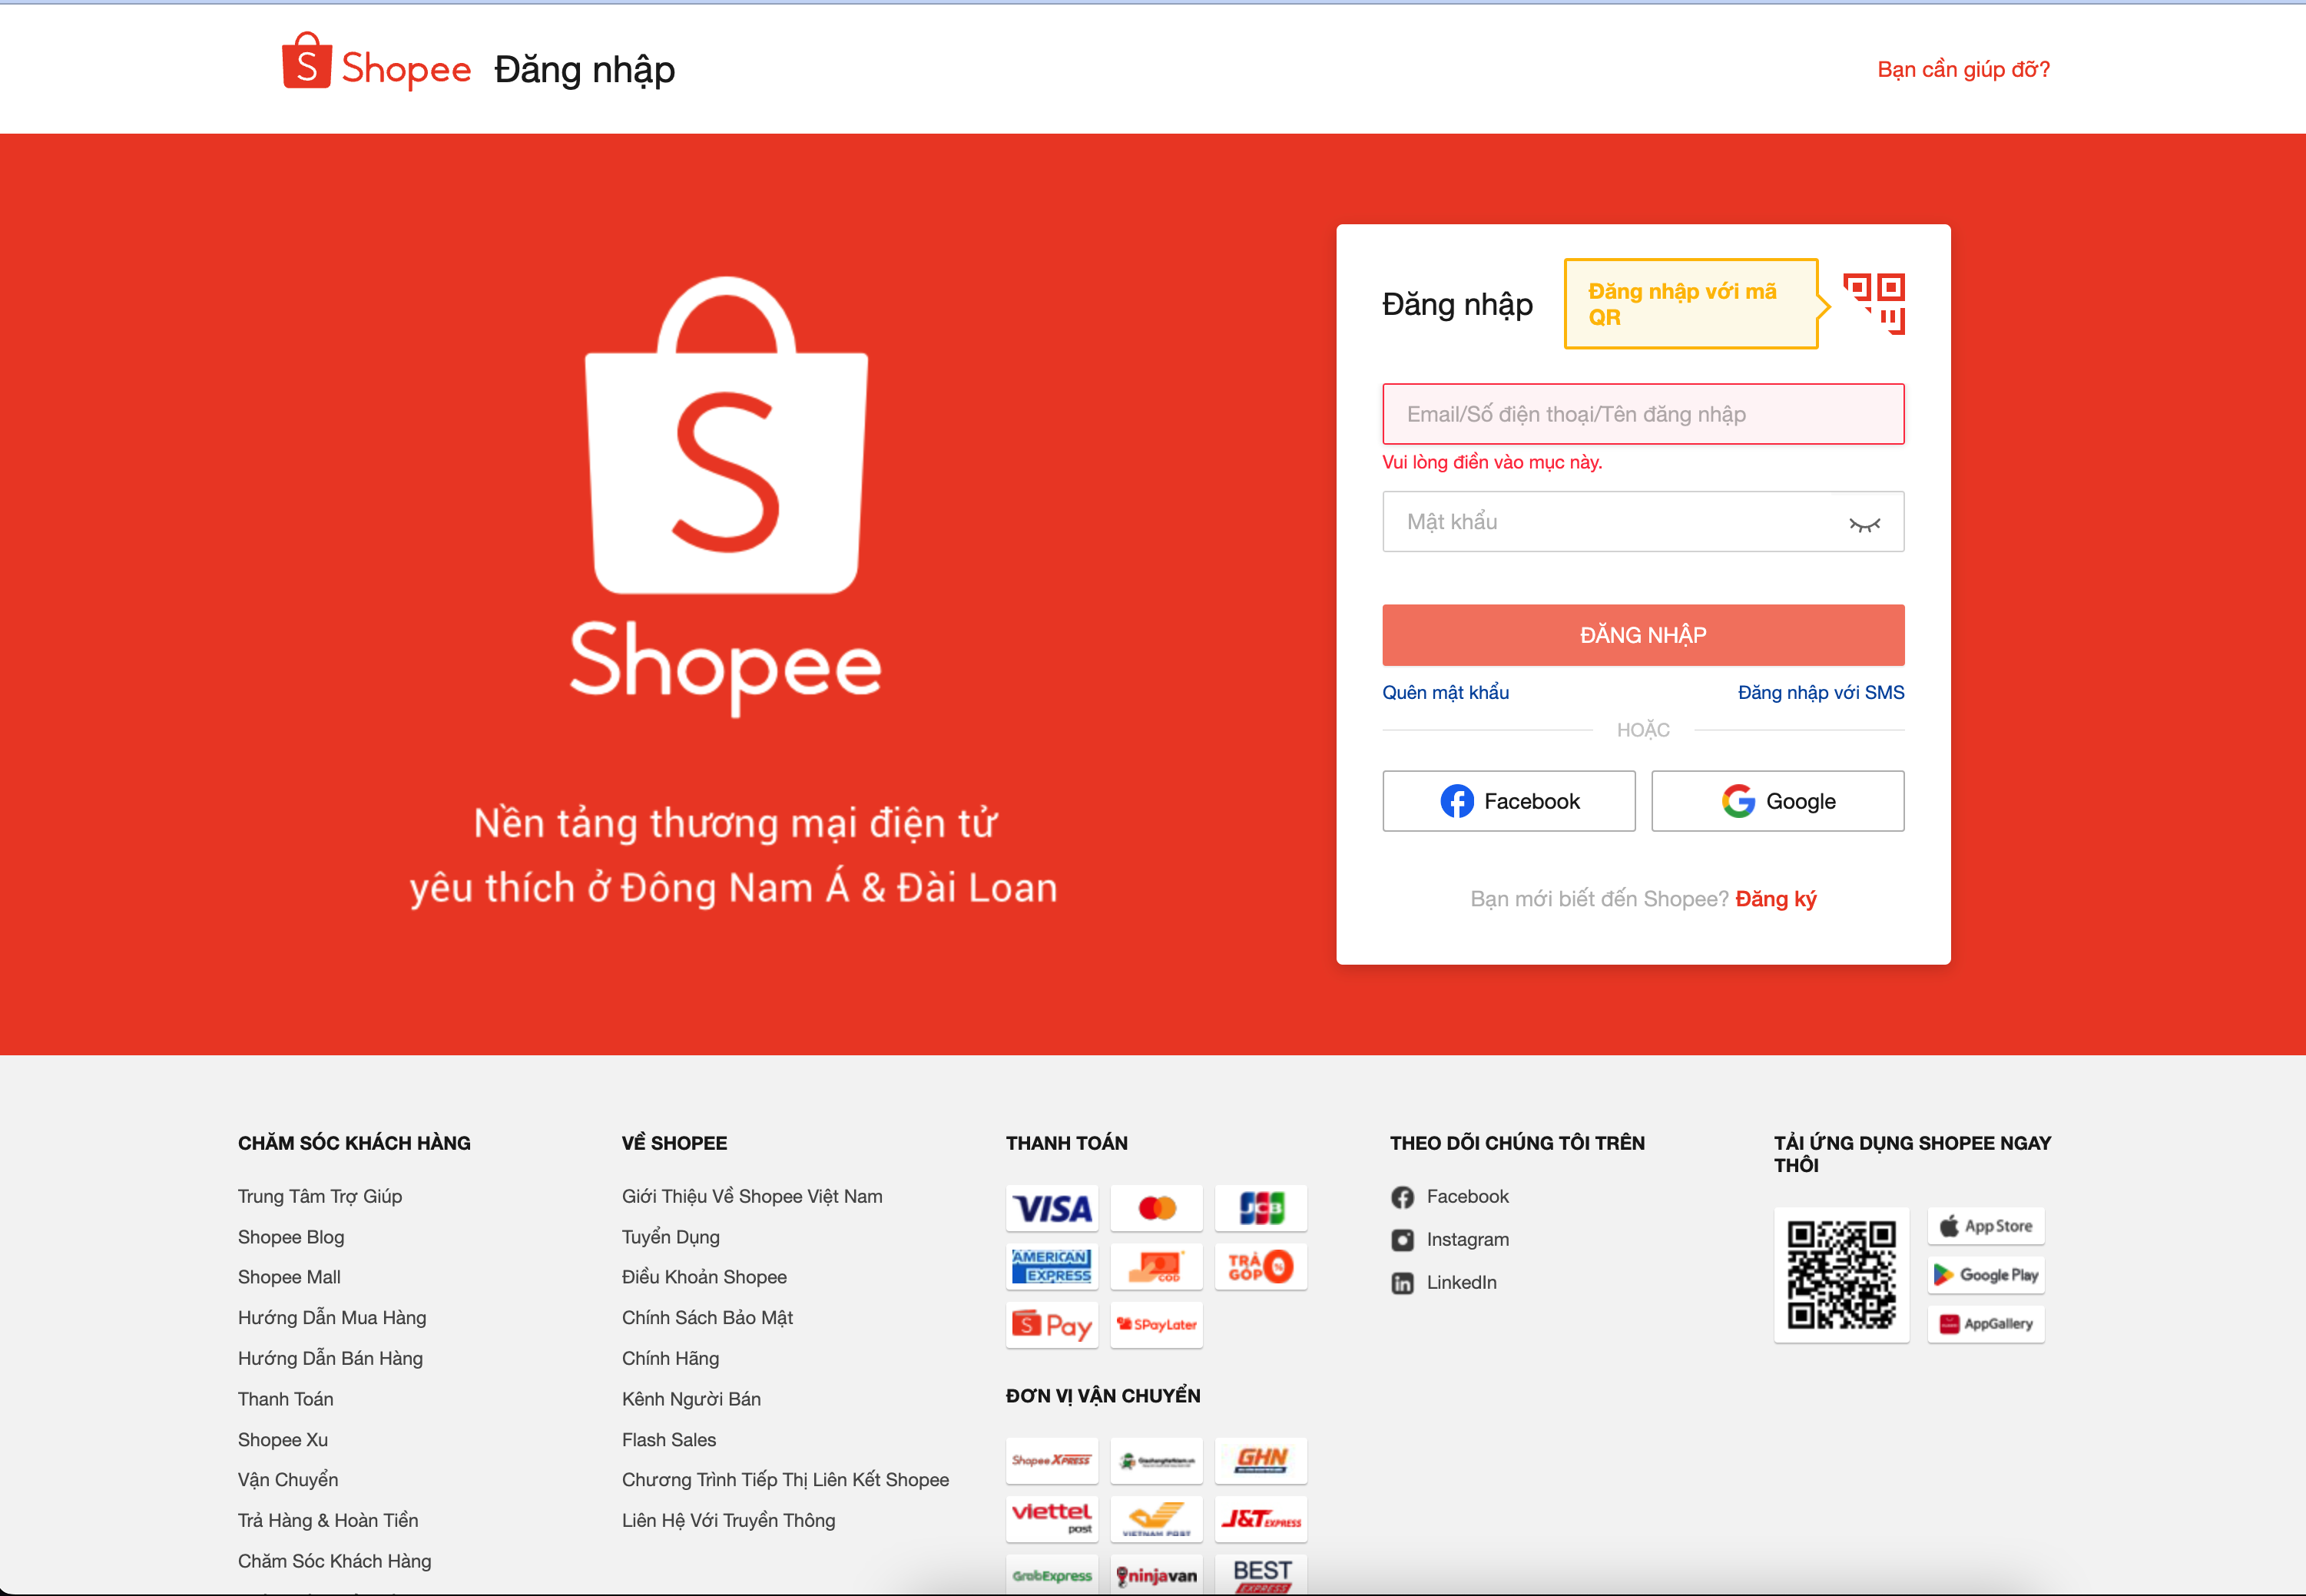 Shopee Đăng nhập
Bạn cần giúp đỡ?
Shopee
Nền tảng thương mại điện tử
yêu thích ở Đông Nam Á & Đài Loan
Đăng nhập
Đăng nhập với mã
QR
Email/Số điện thoại/Tên đăng nhập
Vui lòng điền vào mục này.
Mật khẩu
ĐĂNG NHẬP
Quên mật khẩu
Đăng nhập với SMS
HOẶC
Facebook
Google
Bạn mới biết đến Shopee? Đăng ký
CHĂM SÓC KHÁCH HÀNG
Trung Tâm Trợ Giúp
Shopee Blog
Shopee Mall
Hướng Dẫn Mua Hàng
Hướng Dẫn Bán Hàng
Thanh Toán
Shopee Xu
Vận Chuyển
Trả Hàng & Hoàn Tiền
Chăm Sóc Khách Hàng
VỀ SHOPEE
Giới Thiệu Về Shopee Việt Nam
Tuyển Dụng
Điều Khoản Shopee
Chính Sách Bảo Mật
Chính Hãng
Kênh Người Bán
Flash Sales
Chương Trình Tiếp Thị Liên Kết Shopee
Liên Hệ Với Truyền Thông
THANH TOÁN
VISA
JCB
AMERICAN
EXPRESS
COD
TRẢ
GÓP %
S Pay
SPayLater
ĐƠN VỊ VẬN CHUYỂN
Shopee XPRESS
GHN
viettel
post
VIETNAM POST
J&T EXPRESS
GrabExpress
ninjavan
BEST
EXPRESS
THEO DÕI CHÚNG TÔI TRÊN
Facebook
Instagram
LinkedIn
TẢI ỨNG DỤNG SHOPEE NGAY
THÔI
App Store
Google Play
AppGallery